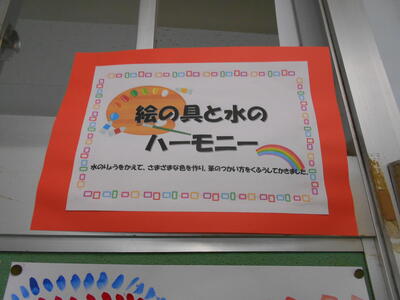 絵の具と水の
ハーモニー
水のりょうをかえて、さまざまな色を作り、筆のつかい方をくふうしてかきました。